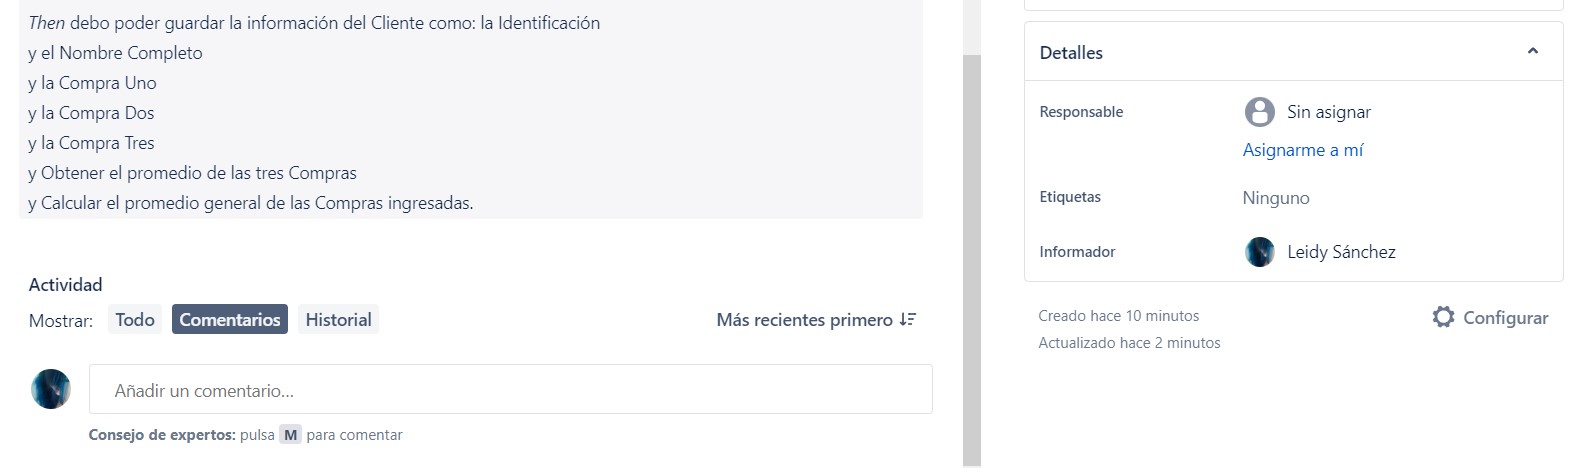 Then debo poder guardar la información del Cliente como: la Identificación
y el Nombre Completo
y la Compra Uno
y la Compra Dos
y la Compra Tres
y Obtener el promedio de las tres Compras
y Calcular el promedio general de las Compras ingresadas.
Actividad
Mostrar: Todo Comentarios Historial Más recientes primero
Añadir un comentario...
Consejo de expertos: pulsa M para comentar
Detalles
Responsable Sin asignar
Asignarme a mí
Etiquetas Ninguno
Informador Leidy Sánchez
Creado hace 10 minutos Configurar
Actualizado hace 2 minutos